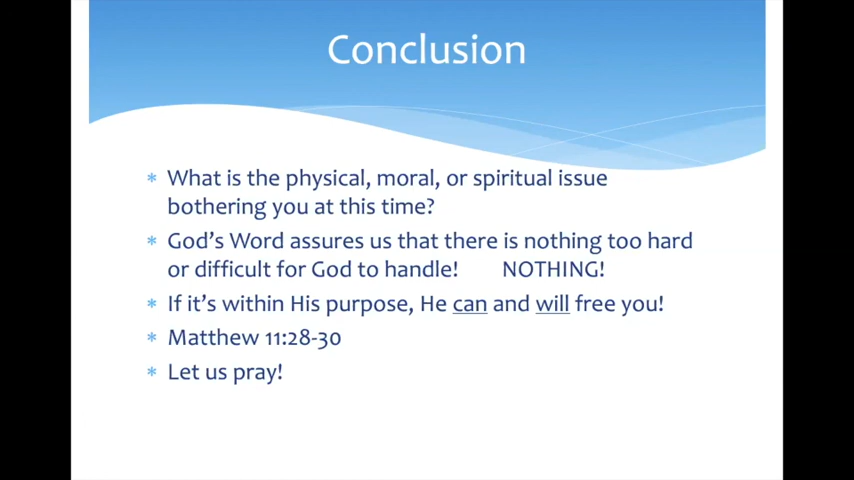 Conclusion
* What is the physical, moral, or spiritual issue
bothering you at this time?
* God's Word assures us that there is nothing too hard
or difficult for God to handle! NOTHING!
* If it's within His purpose, He can and will free you!
* Matthew 11:28-30
* Let us pray!